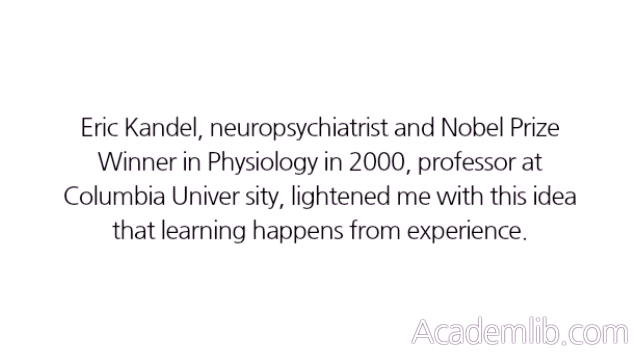 Eric Kandel, neuropsychiatrist and Nobel Prize
Winner in Physiology in 2000, professor at
Columbia Univer sity, lightened me with this idea
that learning happens from experience.
Academlib.com